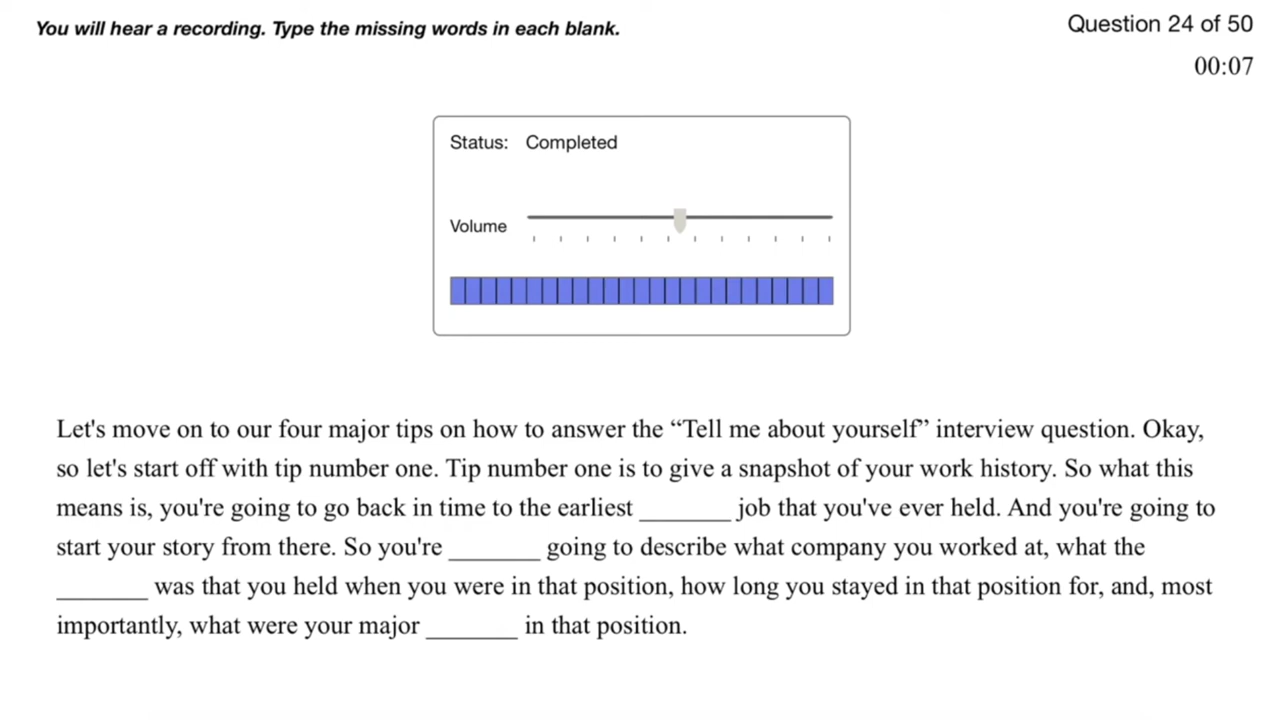 You will hear a recording. Type the missing words in each blank.
Question 24 of 50
00:07
Status: Completed
Volume
Let's move on to our four major tips on how to answer the “Tell me about yourself” interview question. Okay,
so let's start off with tip number one. Tip number one is to give a snapshot of your work history. So what this
means is, you're going to go back in time to the earliest _______ job that you've ever held. And you're going to
start your story from there. So you're _______ going to describe what company you worked at, what the
_______ was that you held when you were in that position, how long you stayed in that position for, and, most
importantly, what were your major _______ in that position.